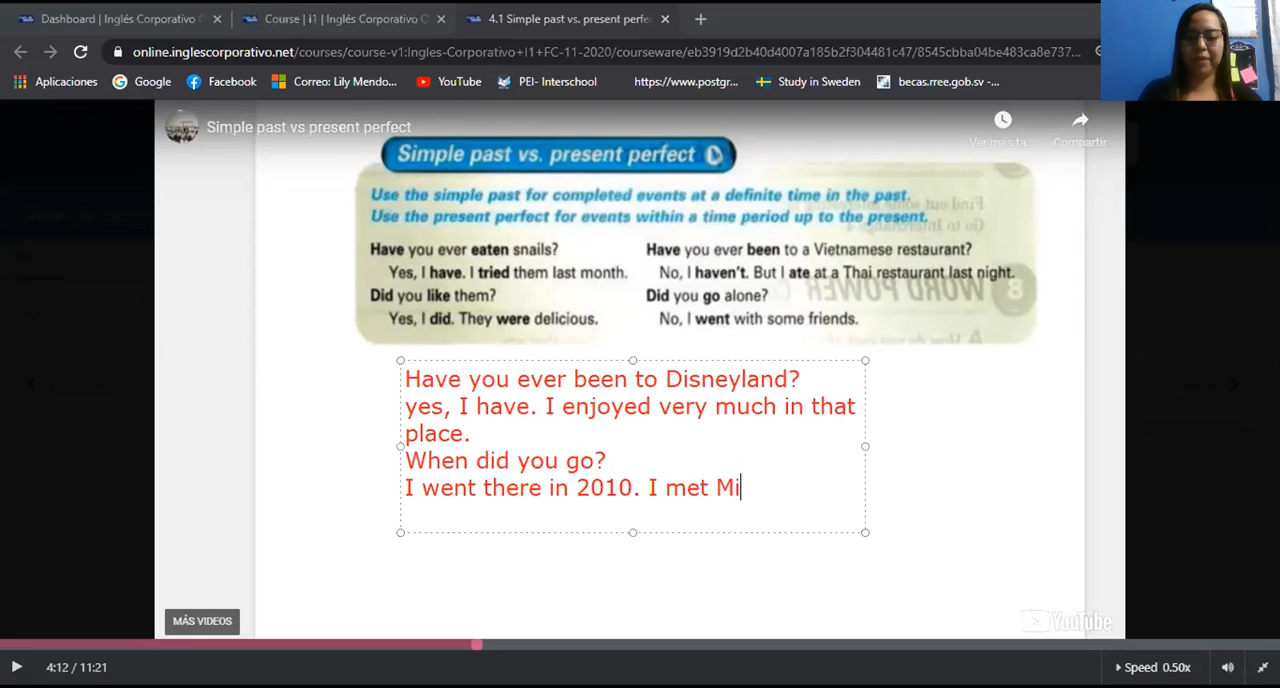 Dashboard | Inglés Corporativo
Course | i1 | Inglés Corporativo
4.1 Simple past vs. present perfe
online.inglescorporativo.net/courses/course-v1:Ingles-Corporativo+I1+FC-11-2020/courseware/eb3919d2b40d4007a185b2f304481c47/8545cbba04be483ca8e737...
Aplicaciones Google Facebook Correo: Lily Mendo... YouTube PEI- Interschool https://www.postgr... Study in Sweden becas.rree.gob.sv -...
Simple past vs present perfect
Ver más ta...
Compartir
Simple past vs. present perfect
Use the simple past for completed events at a definite time in the past.
Use the present perfect for events within a time period up to the present.
Have you ever eaten snails?
Yes, I have. I tried them last month.
Did you like them?
Yes, I did. They were delicious.
Have you ever been to a Vietnamese restaurant?
No, I haven't. But I ate at a Thai restaurant last night.
Did you go alone?
No, I went with some friends.
WORD POWER
8
Have you ever been to Disneyland?
yes, I have. I enjoyed very much in that
place.
When did you go?
I went there in 2010. I met Mi
MÁS VIDEOS
YouTube
4:12 / 11:21
Speed 0.50x